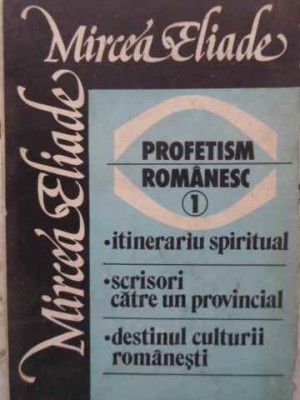 Mircea Eliade
Mircea Eliade
PROFETISM
ROMÂNESC
1
•itinerariu spiritual
•scrisori
către un provincial
•destinul culturii
românești